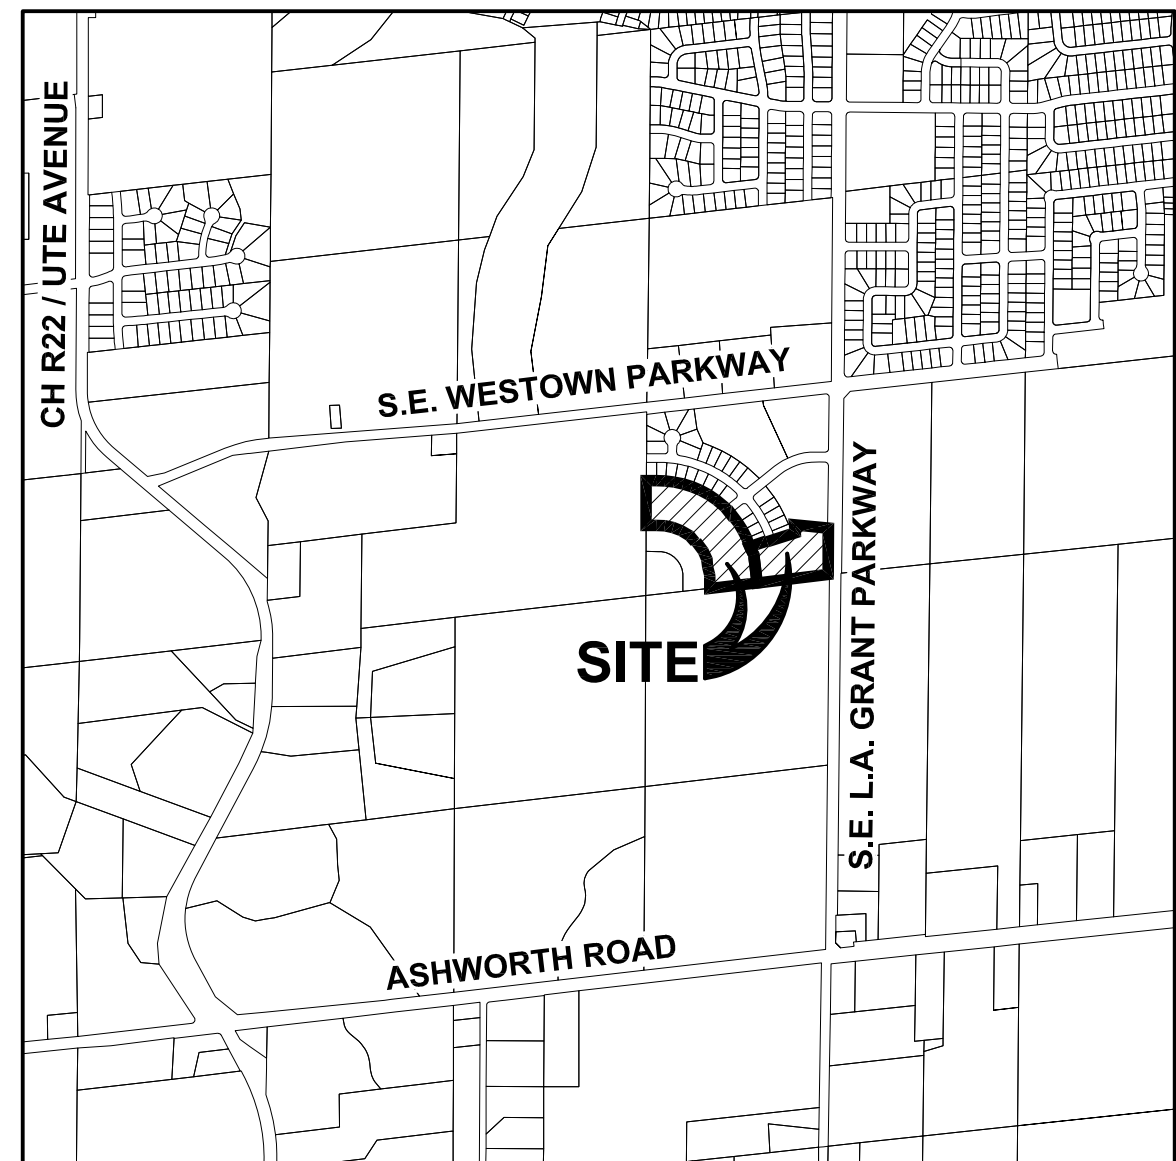 CH R22 / UTE AVENUE
S.E. WESTOWN PARKWAY
S.E. L.A. GRANT PARKWAY
SITE
ASHWORTH ROAD